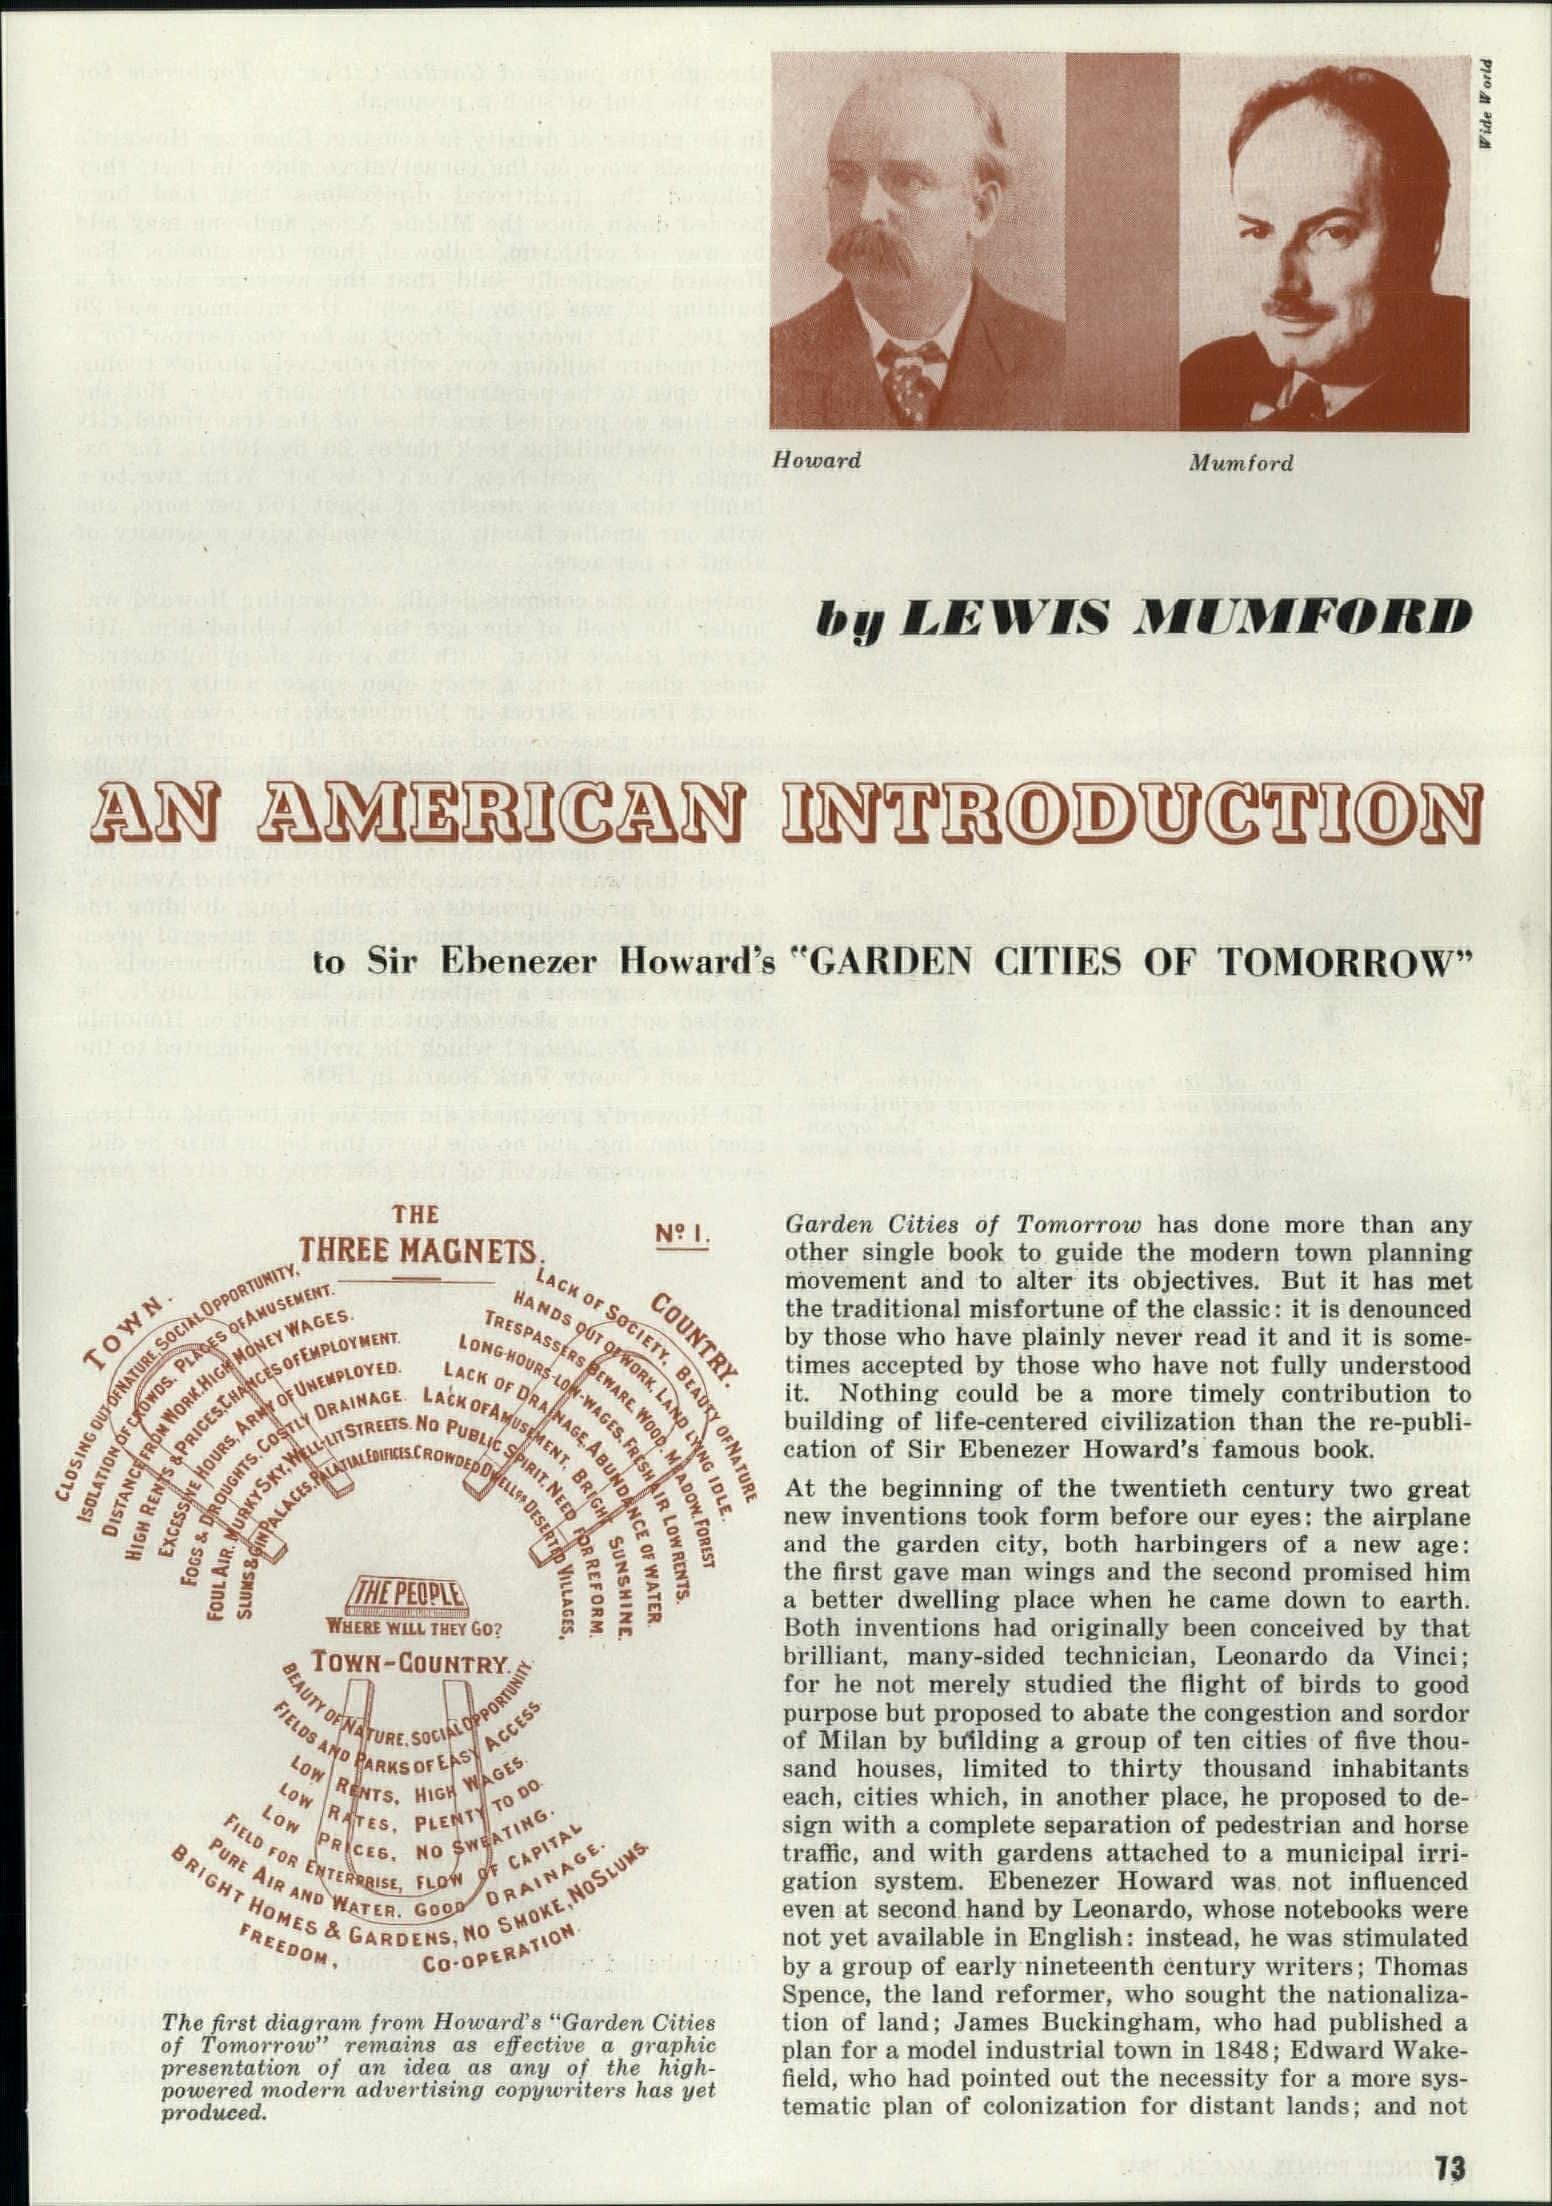 Wide World
Howard
Mumford
by LEWIS MUMFORD
AN AMERICAN INTRODUCTION
to Sir Ebenezer Howard's "GARDEN CITIES OF TOMORROW"
THE
THREE MAGNETS.
Nº 1.
TOWN.
CLOSING OUT OF NATURE, SOCIAL OPPORTUNITY.
ISOLATION OF CROWDS. PLACES OF AMUSEMENT.
DISTANCE FROM WORK. HIGH MONEY WAGES.
HIGH RENTS & PRICES. CHANCES OF EMPLOYMENT.
EXCESSIVE HOURS, ARMY OF UNEMPLOYED.
FOGS & DROUGHTS. COSTLY DRAINAGE.
FOUL AIR. MURKY SKY. WELL-LIT STREETS.
SLUMS & GIN PALACES. PALATIAL EDIFICES.
COUNTRY.
LACK OF SOCIETY. BEAUTY OF NATURE
HANDS OUT OF WORK. LAND LYING IDLE.
TRESPASSERS BEWARE. WOOD, MEADOW, FOREST
LONG-HOURS-LOW-WAGES. FRESH AIR. LOW RENTS.
LACK OF DRAINAGE. ABUNDANCE OF WATER.
LACK OF AMUSEMENT. BRIGHT SUNSHINE.
NO PUBLIC SPIRIT. NEED FOR REFORM.
CROWDED DWELLGS DESERTED VILLAGES.
THE PEOPLE
WHERE WILL THEY GO?
TOWN-COUNTRY.
BEAUTY OF NATURE, SOCIAL OPPORTUNITY.
FIELDS AND PARKS OF EASY ACCESS.
LOW RENTS, HIGH WAGES.
LOW RATES, PLENTY TO DO.
LOW PRICES, NO SWEATING.
FIELD FOR ENTERPRISE, FLOW OF CAPITAL
PURE AIR AND WATER. GOOD DRAINAGE.
BRIGHT HOMES & GARDENS, NO SMOKE, NO SLUMS.
FREEDOM, CO-OPERATION.
The first diagram from Howard's "Garden Cities
of Tomorrow" remains as effective a graphic
presentation of an idea as any of the high-
powered modern advertising copywriters has yet
produced.
Garden Cities of Tomorrow has done more than any
other single book to guide the modern town planning
movement and to alter its objectives. But it has met
the traditional misfortune of the classic: it is denounced
by those who have plainly never read it and it is some-
times accepted by those who have not fully understood
it. Nothing could be a more timely contribution to
building of life-centered civilization than the re-publi-
cation of Sir Ebenezer Howard's famous book.
At the beginning of the twentieth century two great
new inventions took form before our eyes: the airplane
and the garden city, both harbingers of a new age:
the first gave man wings and the second promised him
a better dwelling place when he came down to earth.
Both inventions had originally been conceived by that
brilliant, many-sided technician, Leonardo da Vinci;
for he not merely studied the flight of birds to good
purpose but proposed to abate the congestion and sordor
of Milan by building a group of ten cities of five thou-
sand houses, limited to thirty thousand inhabitants
each, cities which, in another place, he proposed to de-
sign with a complete separation of pedestrian and horse
traffic, and with gardens attached to a municipal irri-
gation system. Ebenezer Howard was not influenced
even at second hand by Leonardo, whose notebooks were
not yet available in English: instead, he was stimulated
by a group of early nineteenth century writers; Thomas
Spence, the land reformer, who sought the nationaliza-
tion of land; James Buckingham, who had published a
plan for a model industrial town in 1848; Edward Wake-
field, who had pointed out the necessity for a more sys-
tematic plan of colonization for distant lands; and not
73